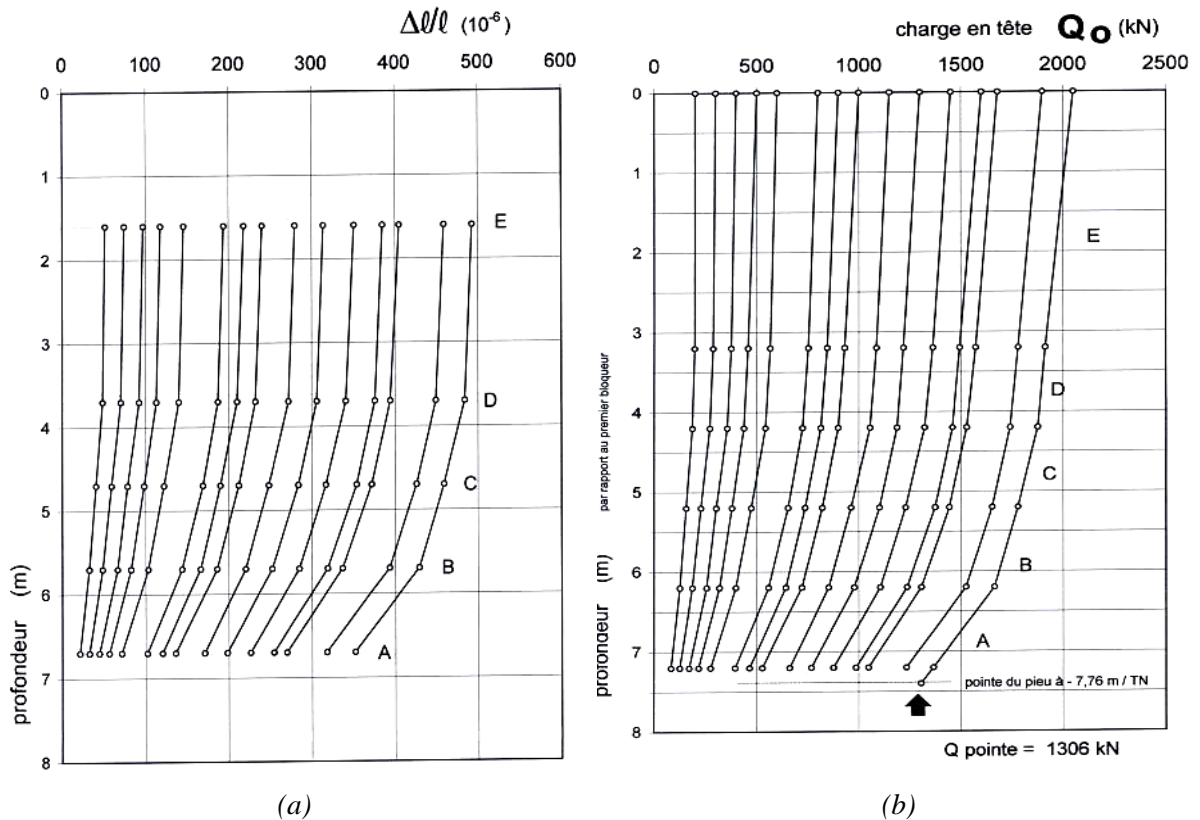 Δℓ/ℓ (10⁻⁶)
0 100 200 300 400 500 600
0
1
2
3
4
5
6
7
8
profondeur (m)
E
D
C
B
A
(a)
charge en tête Qo (kN)
0 500 1000 1500 2000 2500
0
1
2
3
4
5
6
7
8
par rapport au premier bloqueur
profondeur (m)
E
D
C
B
A
pointe du pieu à - 7,76 m / TN
Q pointe = 1306 kN
(b)